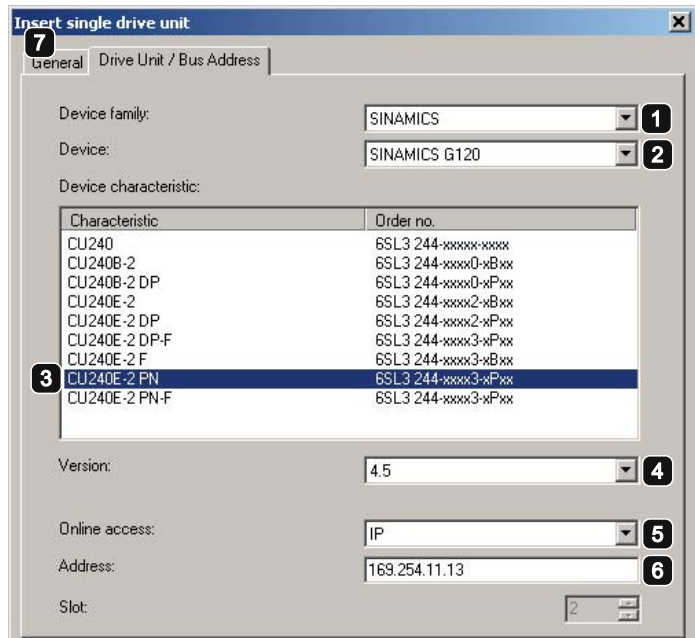 Insert single drive unit
7
General Drive Unit / Bus Address
Device family: SINAMICS 1
Device: SINAMICS G120 2
Device characteristic:
Characteristic Order no.
CU240 6SL3 244-xxxxx-xxxx
CU240B-2 6SL3 244-xxxx0-xBxx
CU240B-2 DP 6SL3 244-xxxx0-xPxx
CU240E-2 6SL3 244-xxxx2-xBxx
CU240E-2 DP 6SL3 244-xxxx2-xPxx
CU240E-2 DP-F 6SL3 244-xxxx3-xPxx
CU240E-2 F 6SL3 244-xxxx3-xBxx
3 CU240E-2 PN 6SL3 244-xxxx3-xPxx
CU240E-2 PN-F 6SL3 244-xxxx3-xPxx
Version: 4.5 4
Online access: IP 5
Address: 169.254.11.13 6
Slot: 2